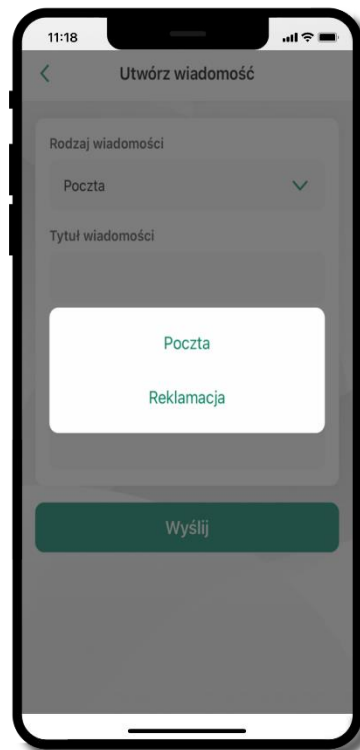 11:18
Utwórz wiadomość
Rodzaj wiadomości
Poczta
Tytuł wiadomości
Poczta
Reklamacja
Wyślij